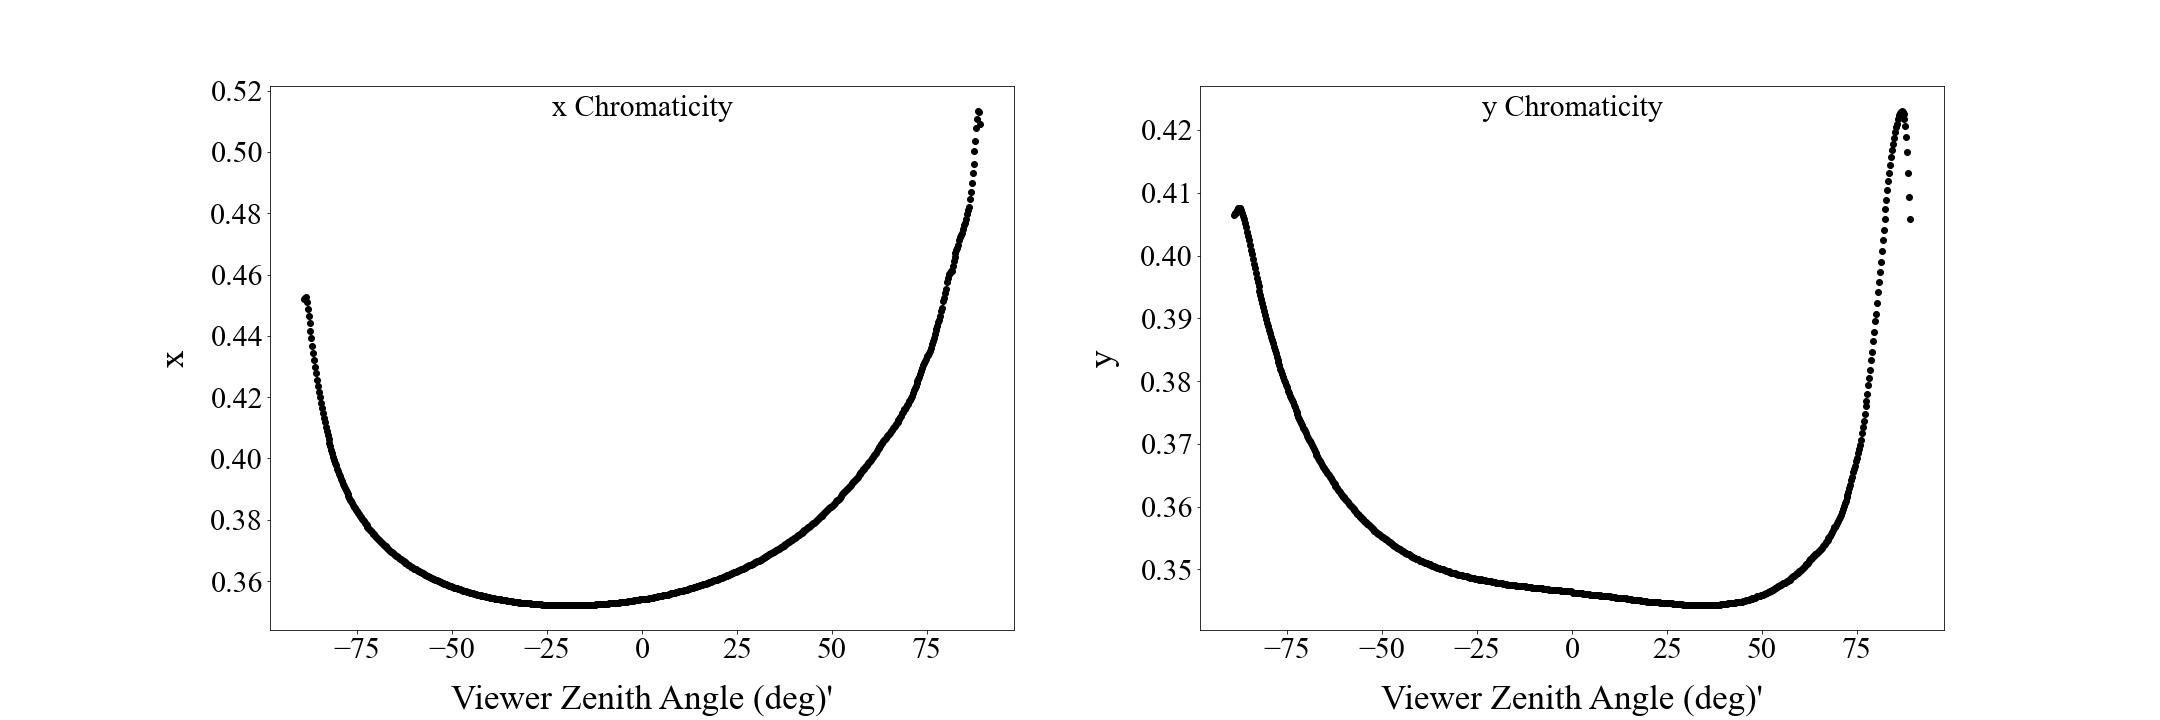 x Chromaticity
0.52
0.50
0.48
0.46
0.44
0.42
0.40
0.38
0.36
x
−75 −50 −25 0 25 50 75
Viewer Zenith Angle (deg)'
y Chromaticity
0.42
0.41
0.40
0.39
0.38
0.37
0.36
0.35
y
−75 −50 −25 0 25 50 75
Viewer Zenith Angle (deg)'